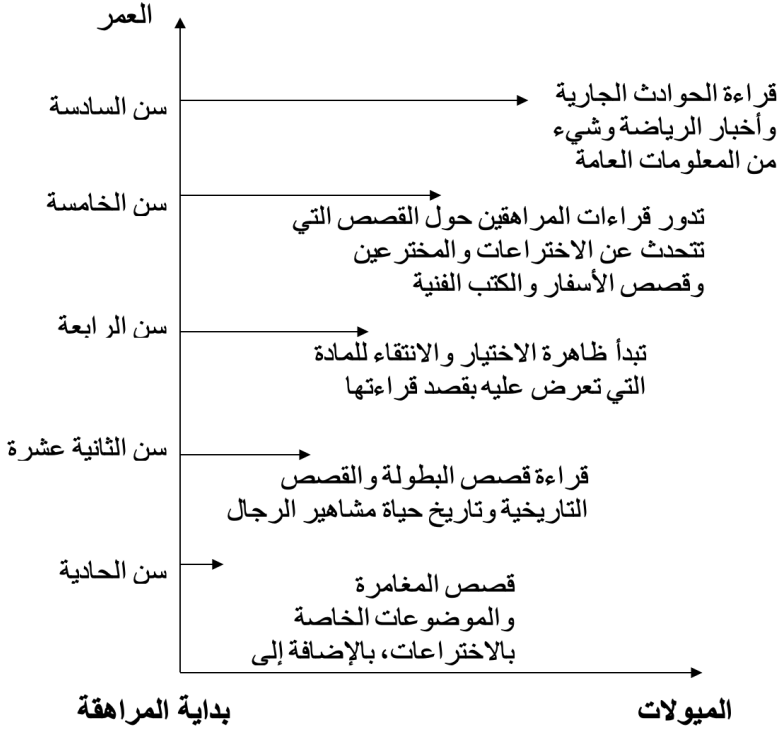 العمر
سن السادسة
قراءة الحوادث الجارية
وأخبار الرياضة وشيء
من المعلومات العامة
سن الخامسة
تدور قراءات المراهقين حول القصص التي
تتحدث عن الاختراعات والمخترعين
وقصص الأسفار والكتب الفنية
سن الرابعة
تبدأ ظاهرة الاختيار والانتقاء للمادة
التي تعرض عليه بقصد قراءتها
سن الثانية عشرة
قراءة قصص البطولة والقصص
التاريخية وتاريخ حياة مشاهير الرجال
سن الحادية
قصص المغامرة
والموضوعات الخاصة
بالاختراعات، بالإضافة إلى
بداية المراهقة
الميولات